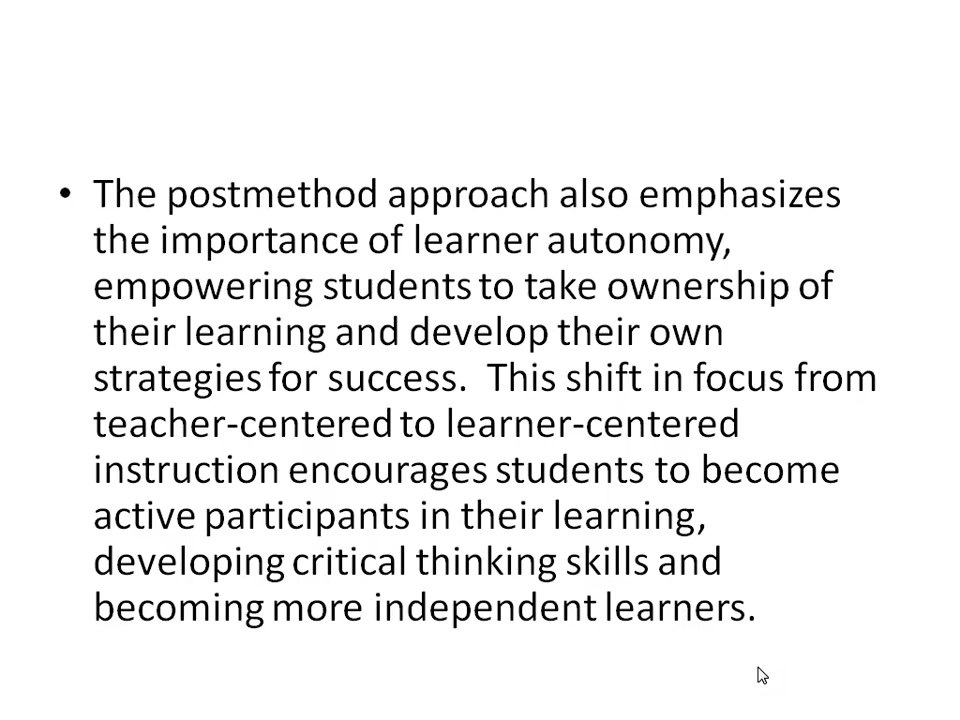 • The postmethod approach also emphasizes
the importance of learner autonomy,
empowering students to take ownership of
their learning and develop their own
strategies for success.  This shift in focus from
teacher-centered to learner-centered
instruction encourages students to become
active participants in their learning,
developing critical thinking skills and
becoming more independent learners.